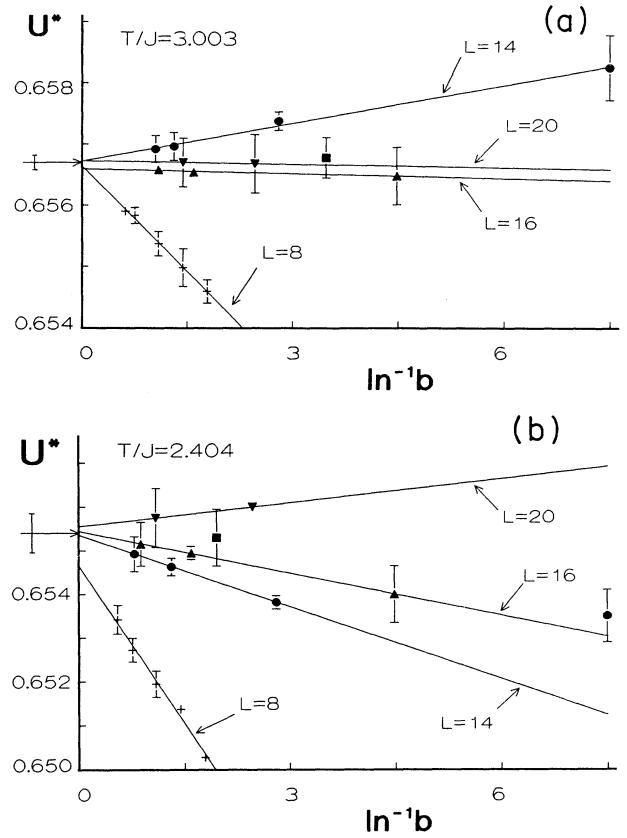 (a)
U*
T/J=3.003
L=14
0.658
L=20
0.656
L=16
L=8
0.654
0 3 6
ln⁻¹b
(b)
U*
T/J=2.404
L=20
0.654
L=16
0.652
L=8
L=14
0.650
0 3 6
ln⁻¹b